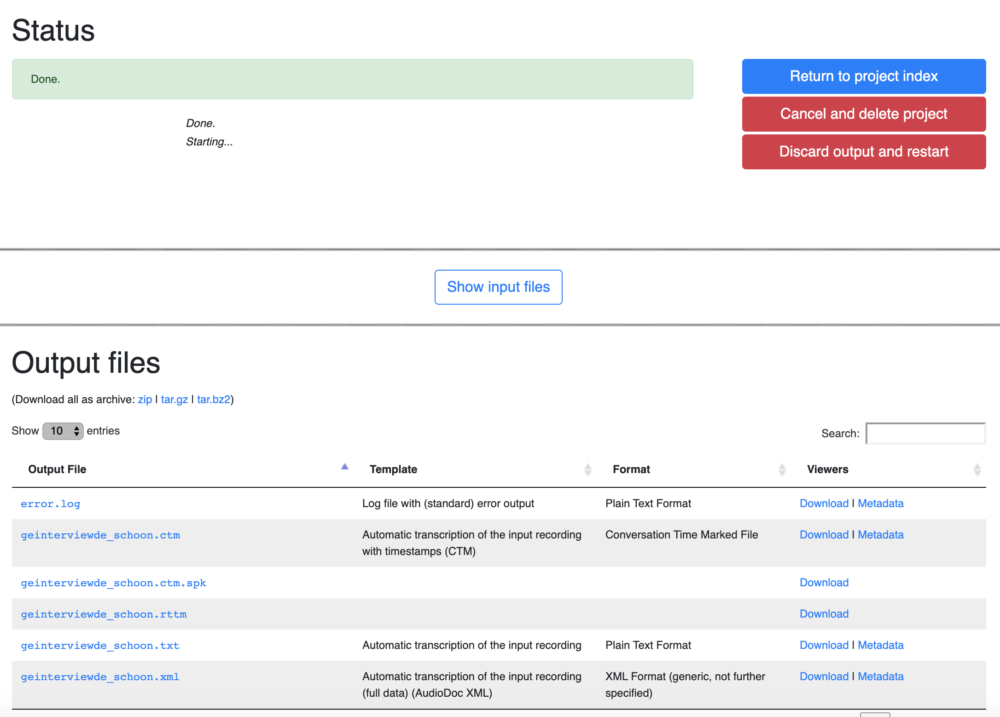 Status
Done.
Return to project index
Cancel and delete project
Discard output and restart
Done.
Starting...
Show input files
Output files
(Download all as archive: zip | tar.gz | tar.bz2)
Show 10 entries
Search:
Output File Template Format Viewers
error.log Log file with (standard) error output Plain Text Format Download | Metadata
geinterviewde_schoon.ctm Automatic transcription of the input recording Conversation Time Marked File Download | Metadata
with timestamps (CTM)
geinterviewde_schoon.ctm.spk Download
geinterviewde_schoon.rttm Download
geinterviewde_schoon.txt Automatic transcription of the input recording Plain Text Format Download | Metadata
geinterviewde_schoon.xml Automatic transcription of the input recording XML Format (generic, not further Download | Metadata
(full data) (AudioDoc XML) specified)